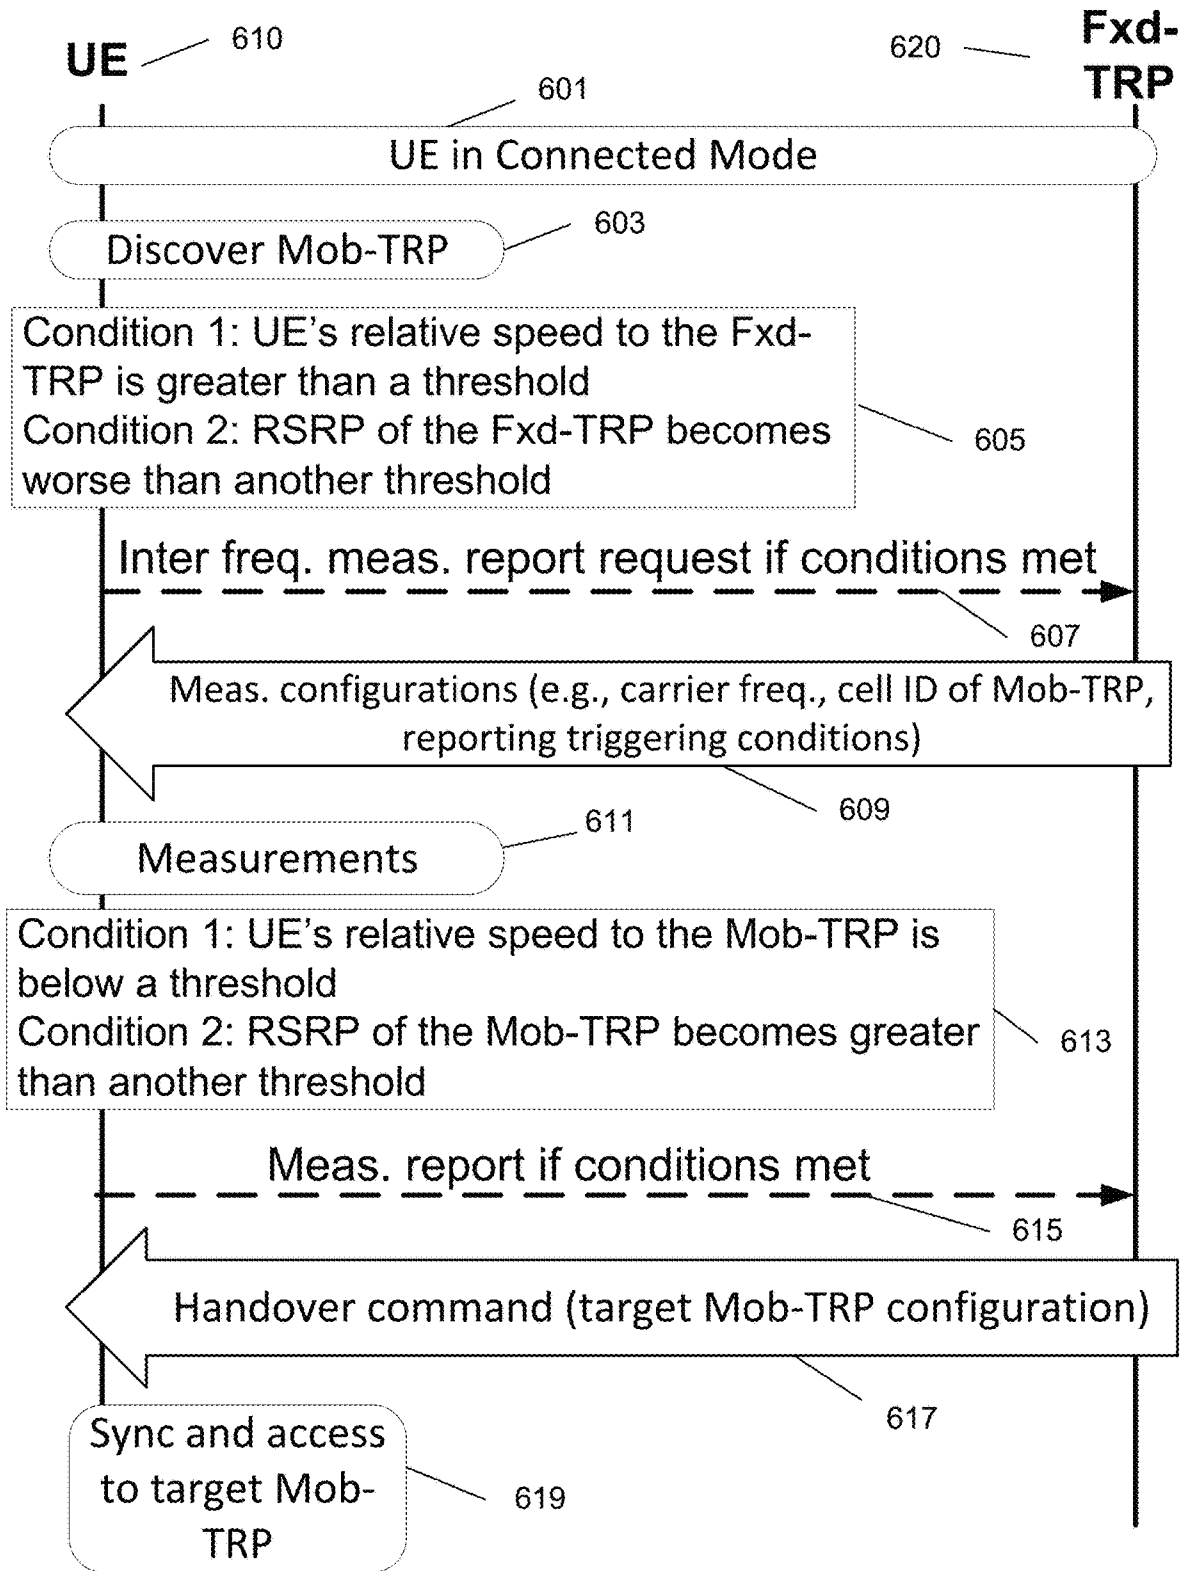 UE
610
620
Fxd-
TRP
601
UE in Connected Mode
603
Discover Mob-TRP
Condition 1: UE's relative speed to the Fxd-
TRP is greater than a threshold
Condition 2: RSRP of the Fxd-TRP becomes
worse than another threshold
605
Inter freq. meas. report request if conditions met
607
Meas. configurations (e.g., carrier freq., cell ID of Mob-TRP,
reporting triggering conditions)
609
611
Measurements
Condition 1: UE's relative speed to the Mob-TRP is
below a threshold
Condition 2: RSRP of the Mob-TRP becomes greater
than another threshold
613
Meas. report if conditions met
615
Handover command (target Mob-TRP configuration)
617
Sync and access
to target Mob-
TRP
619